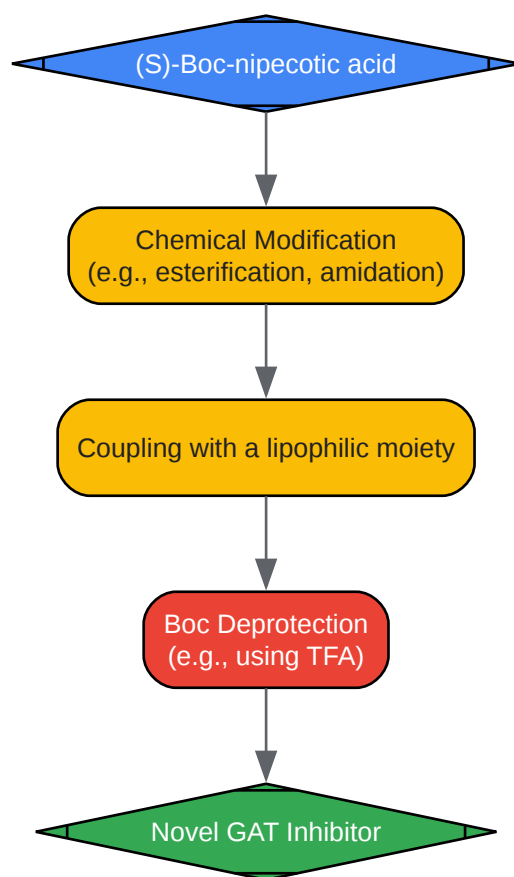 (S)-Boc-nipecotic acid
Chemical Modification
(e.g., esterification, amidation)
Coupling with a lipophilic moiety
Boc Deprotection
(e.g., using TFA)
Novel GAT Inhibitor